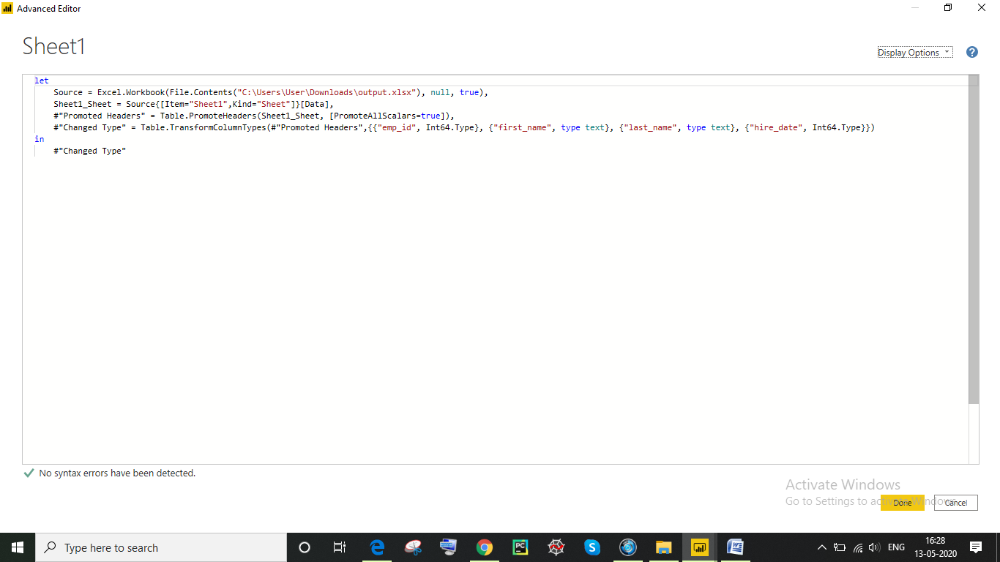 Advanced Editor
Sheet1
Display Options
?
let
Source = Excel.Workbook(File.Contents("C:\Users\User\Downloads\output.xlsx"), null, true),
Sheet1_Sheet = Source{[Item="Sheet1",Kind="Sheet"]}[Data],
#"Promoted Headers" = Table.PromoteHeaders(Sheet1_Sheet, [PromoteAllScalars=true]),
#"Changed Type" = Table.TransformColumnTypes(#"Promoted Headers",{{"emp_id", Int64.Type}, {"first_name", type text}, {"last_name", type text}, {"hire_date", Int64.Type}})
in
#"Changed Type"
No syntax errors have been detected.
Activate Windows
Go to Settings to activate Windows.
Done
Cancel
Type here to search
PC
S
W
ENG
16:28
13-05-2020